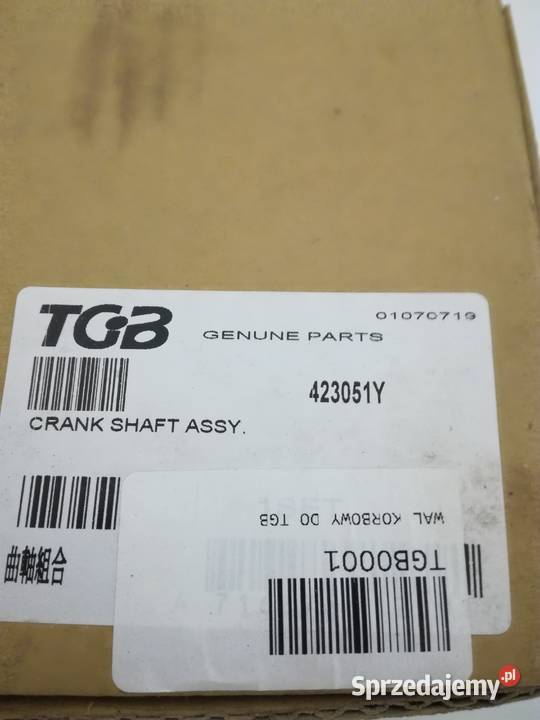 TGB
GENUNE PARTS
01070719
423051Y
CRANK SHAFT ASSY.
曲軸組合
WAL KORBOWY DO TGB
TGB0001
Sprzedajemy.pl